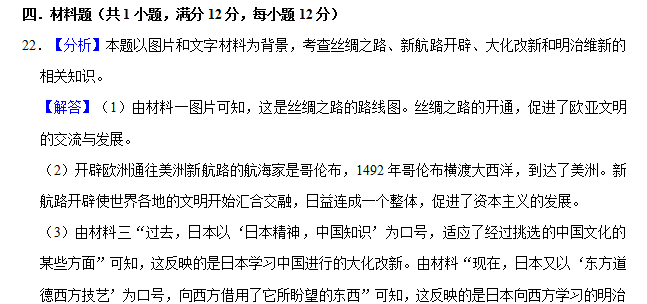 四．材料题（共1小题，满分12分，每小题12分）
22．【分析】本题以图片和文字材料为背景，考查丝绸之路、新航路开辟、大化改新和明治维新的
相关知识。
【解答】（1）由材料一图片可知，这是丝绸之路的路线图。丝绸之路的开通，促进了欧亚文明
的交流与发展。
（2）开辟欧洲通往美洲新航路的航海家是哥伦布，1492年哥伦布横渡大西洋，到达了美洲。新
航路开辟使世界各地的文明开始汇合交融，日益连成一个整体，促进了资本主义的发展。
（3）由材料三“过去，日本以‘日本精神，中国知识’为口号，适应了经过挑选的中国文化的
某些方面”可知，这反映的是日本学习中国进行的大化改新。由材料“现在，日本又以‘东方道
德西方技艺’为口号，向西方借用了它所盼望的东西”可知，这反映的是日本向西方学习的明治